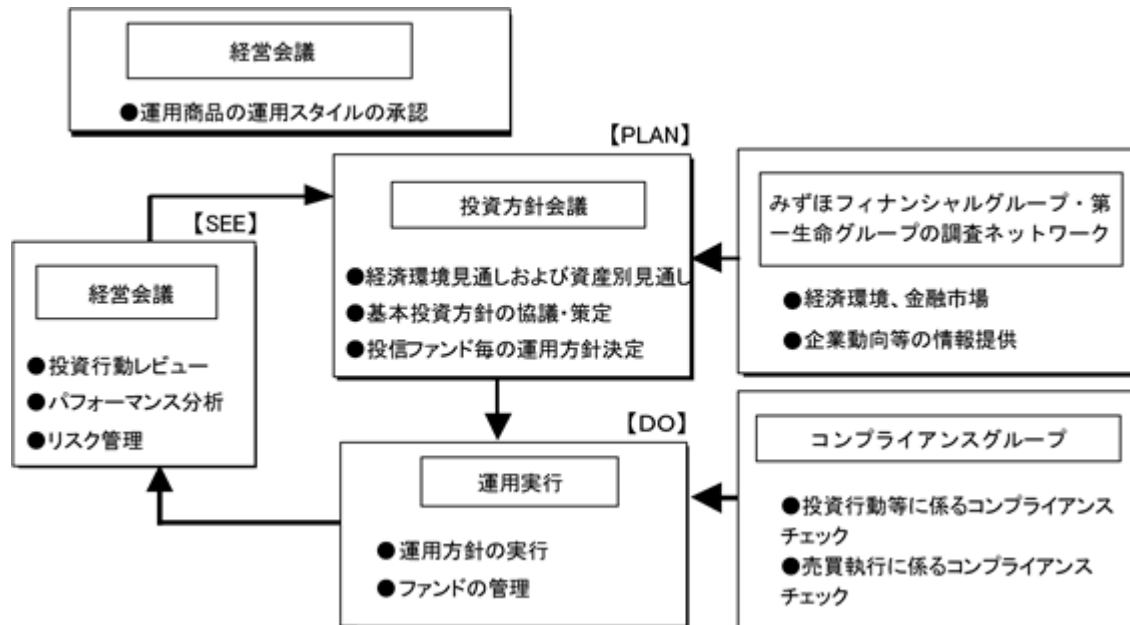 経営会議
●運用商品の運用スタイルの承認
【PLAN】
投資方針会議
●経済環境見通しおよび資産別見通し
●基本投資方針の協議・策定
●投信ファンド毎の運用方針決定
みずほフィナンシャルグループ・第
一生命グループの調査ネットワーク
●経済環境、金融市場
●企業動向等の情報提供
【SEE】
経営会議
●投資行動レビュー
●パフォーマンス分析
●リスク管理
【DO】
運用実行
●運用方針の実行
●ファンドの管理
コンプライアンスグループ
●投資行動等に係るコンプライアンス
チェック
●売買執行に係るコンプライアンス
チェック